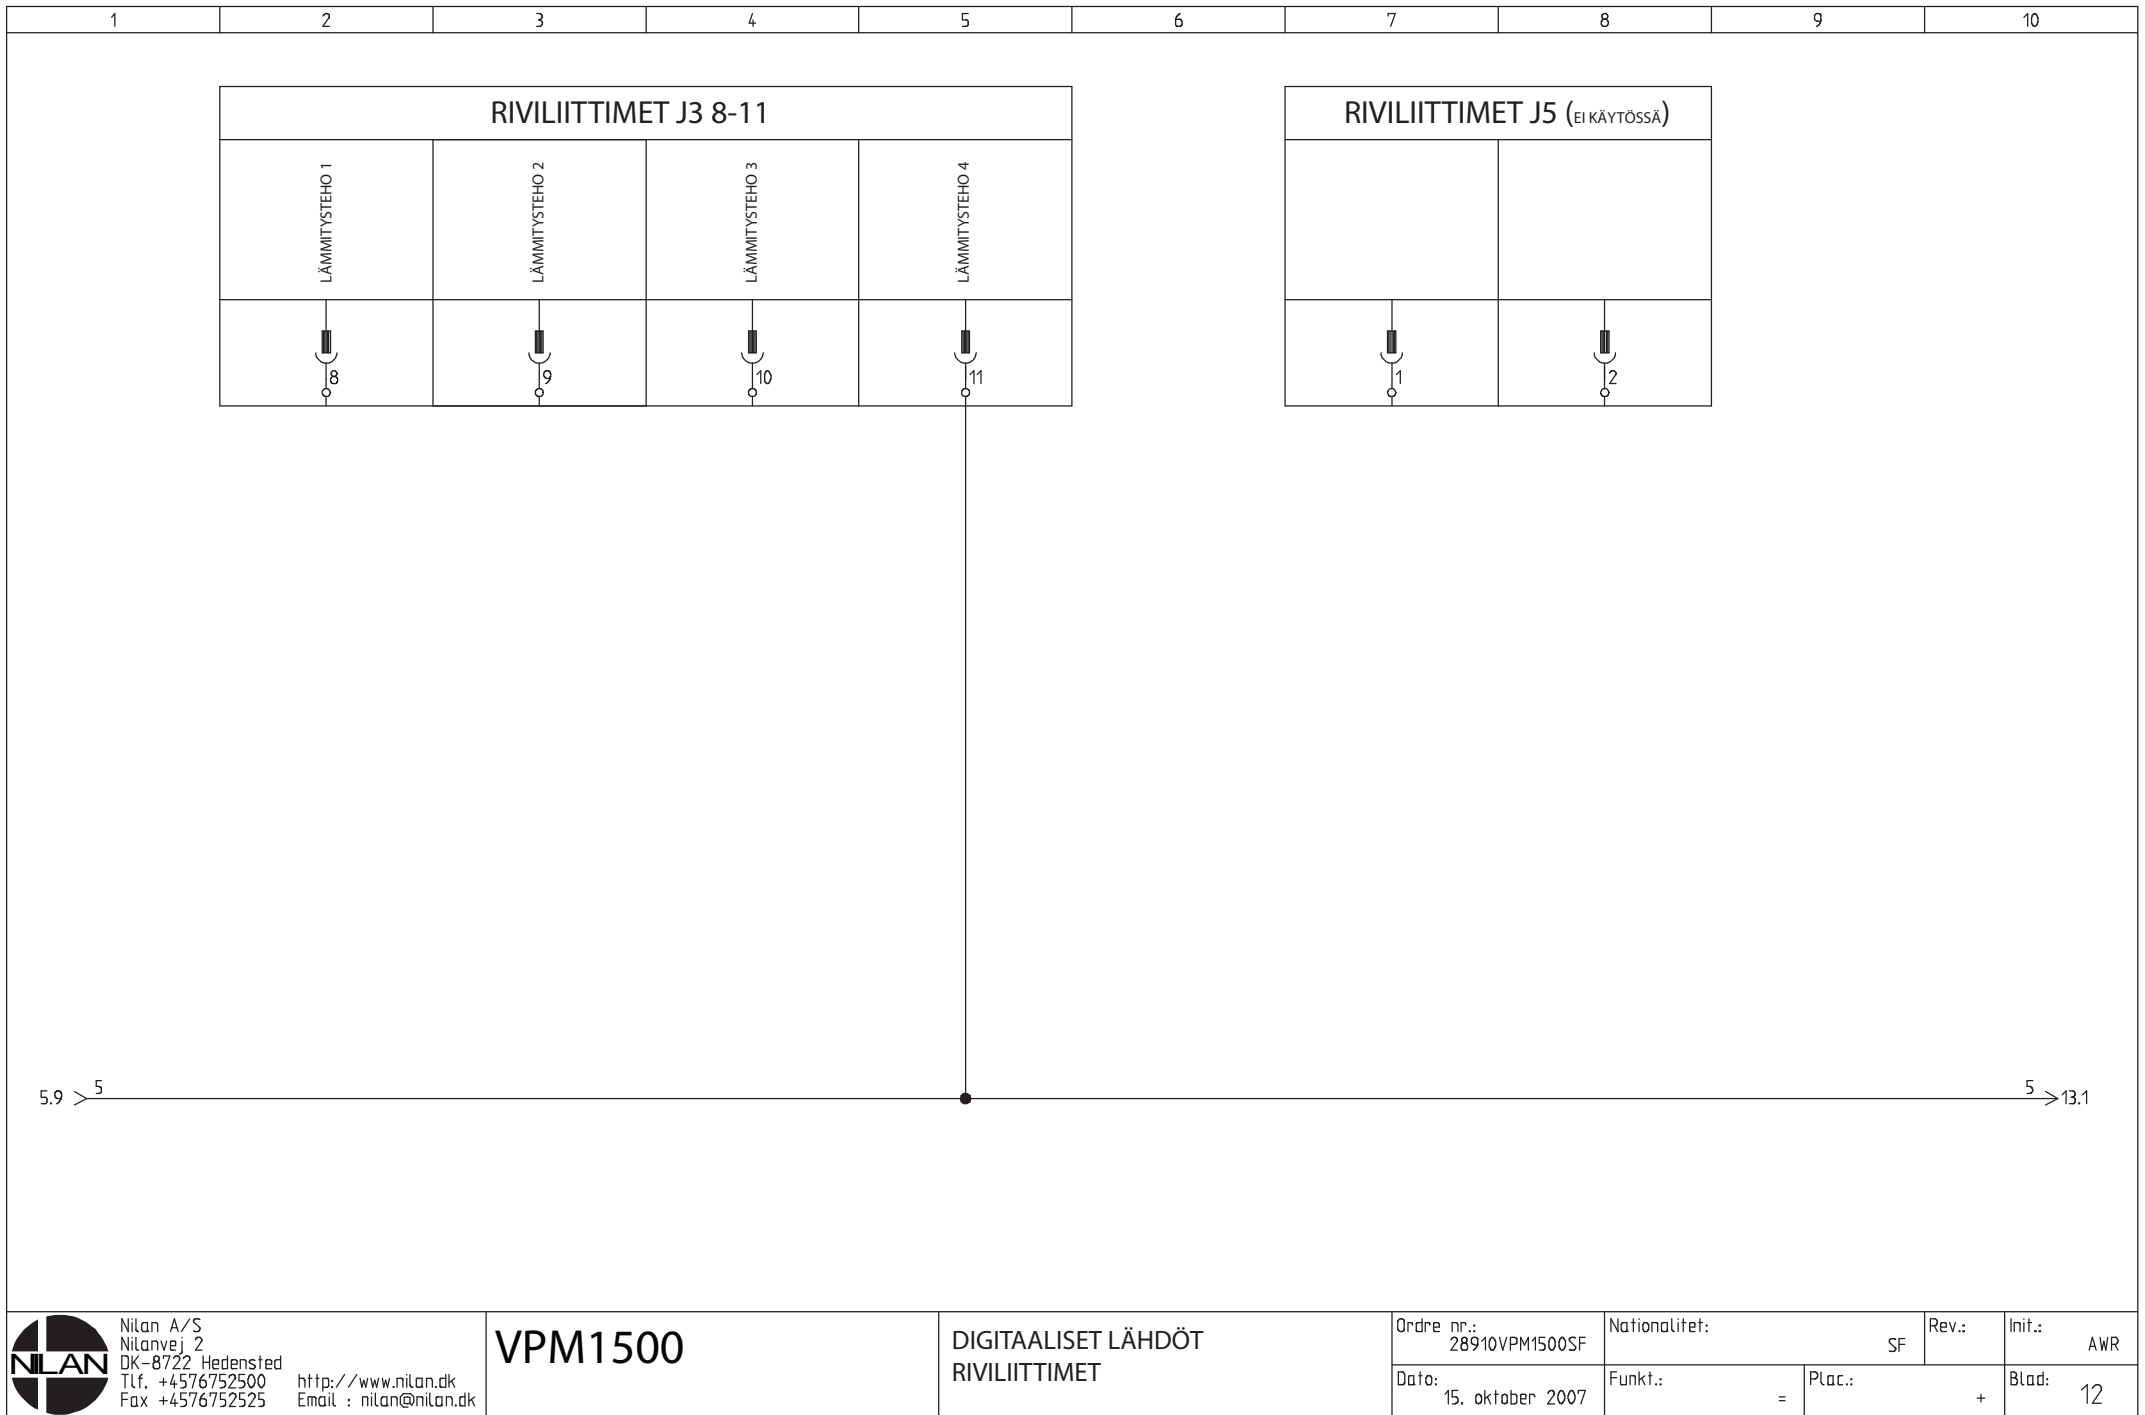 1 2 3 4 5 6 7 8 9 10
RIVILIITTIMET J3 8-11
RIVILIITTIMET J5 (EI KÄYTÖSSÄ)
LÄMMITYSTEHO 1
LÄMMITYSTEHO 2
LÄMMITYSTEHO 3
LÄMMITYSTEHO 4
8 9 10 11 1 2
5.9 5 5 13.1
NILAN
Nilan A/S
Nilanvej 2
DK-8722 Hedensted
Tlf. +4576752500 http://www.nilan.dk
Fax +4576752525 Email : nilan@nilan.dk
VPM1500
DIGITAALISET LÄHDÖT
RIVILIITTIMET
Ordre nr.:
28910VPM1500SF
Nationalitet:
SF
Rev.:
Init.:
AWR
Dato:
15. oktober 2007
Funkt.:
=
Plac.:
+
Blad:
12